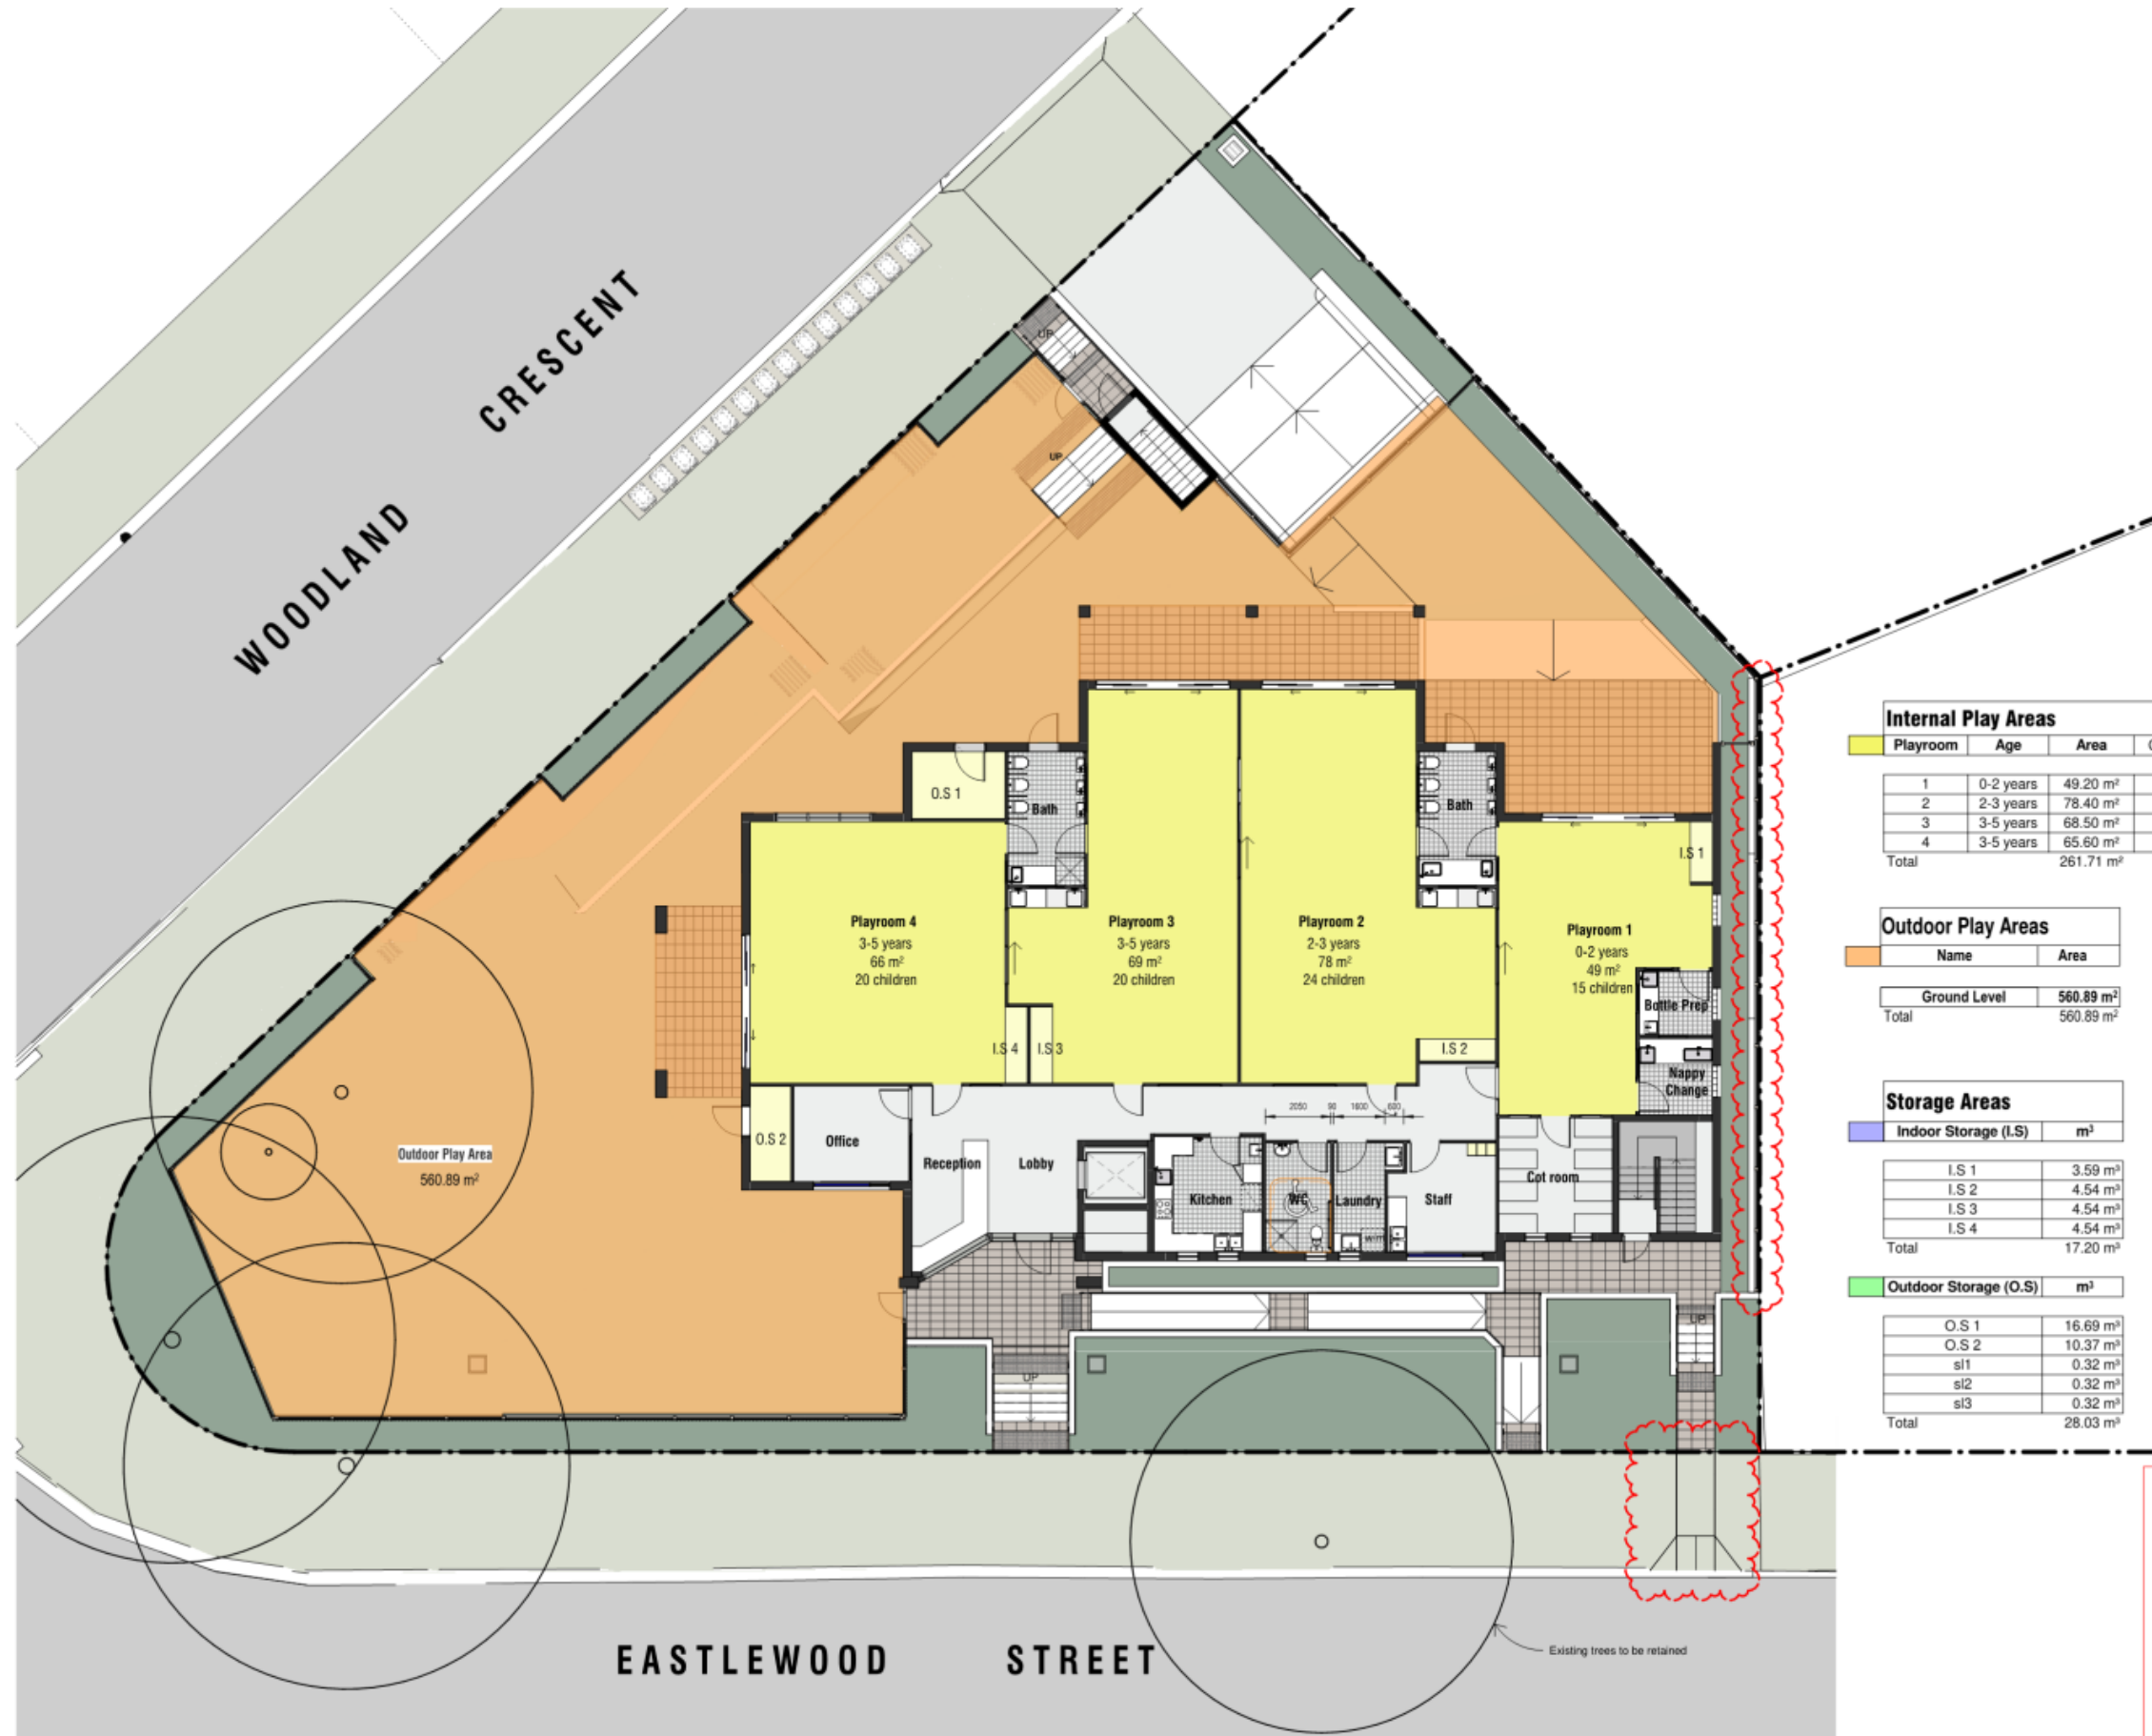 WOODLAND CRESCENT
UP
UP
O.S 1
Bath
Bath
I.S 1
Playroom 4
3-5 years
66 m²
20 children
Playroom 3
3-5 years
69 m²
20 children
Playroom 2
2-3 years
78 m²
24 children
Playroom 1
0-2 years
49 m²
15 children
Bottle Prep
I.S 4
I.S 3
I.S 2
Nappy
Change
2050
90
1600
600
O.S 2
Office
Reception
Lobby
Kitchen
WC
Laundry
Staff
Cot room
w/m
Outdoor Play Area
560.89 m²
UP
UP
EASTLEWOOD STREET
Existing trees to be retained
Internal Play Areas
Playroom Age Area
1 0-2 years 49.20 m²
2 2-3 years 78.40 m²
3 3-5 years 68.50 m²
4 3-5 years 65.60 m²
Total 261.71 m²
Outdoor Play Areas
Name Area
Ground Level 560.89 m²
Total 560.89 m²
Storage Areas
Indoor Storage (I.S) m³
I.S 1 3.59 m³
I.S 2 4.54 m³
I.S 3 4.54 m³
I.S 4 4.54 m³
Total 17.20 m³
Outdoor Storage (O.S) m³
O.S 1 16.69 m³
O.S 2 10.37 m³
sl1 0.32 m³
sl2 0.32 m³
sl3 0.32 m³
Total 28.03 m³